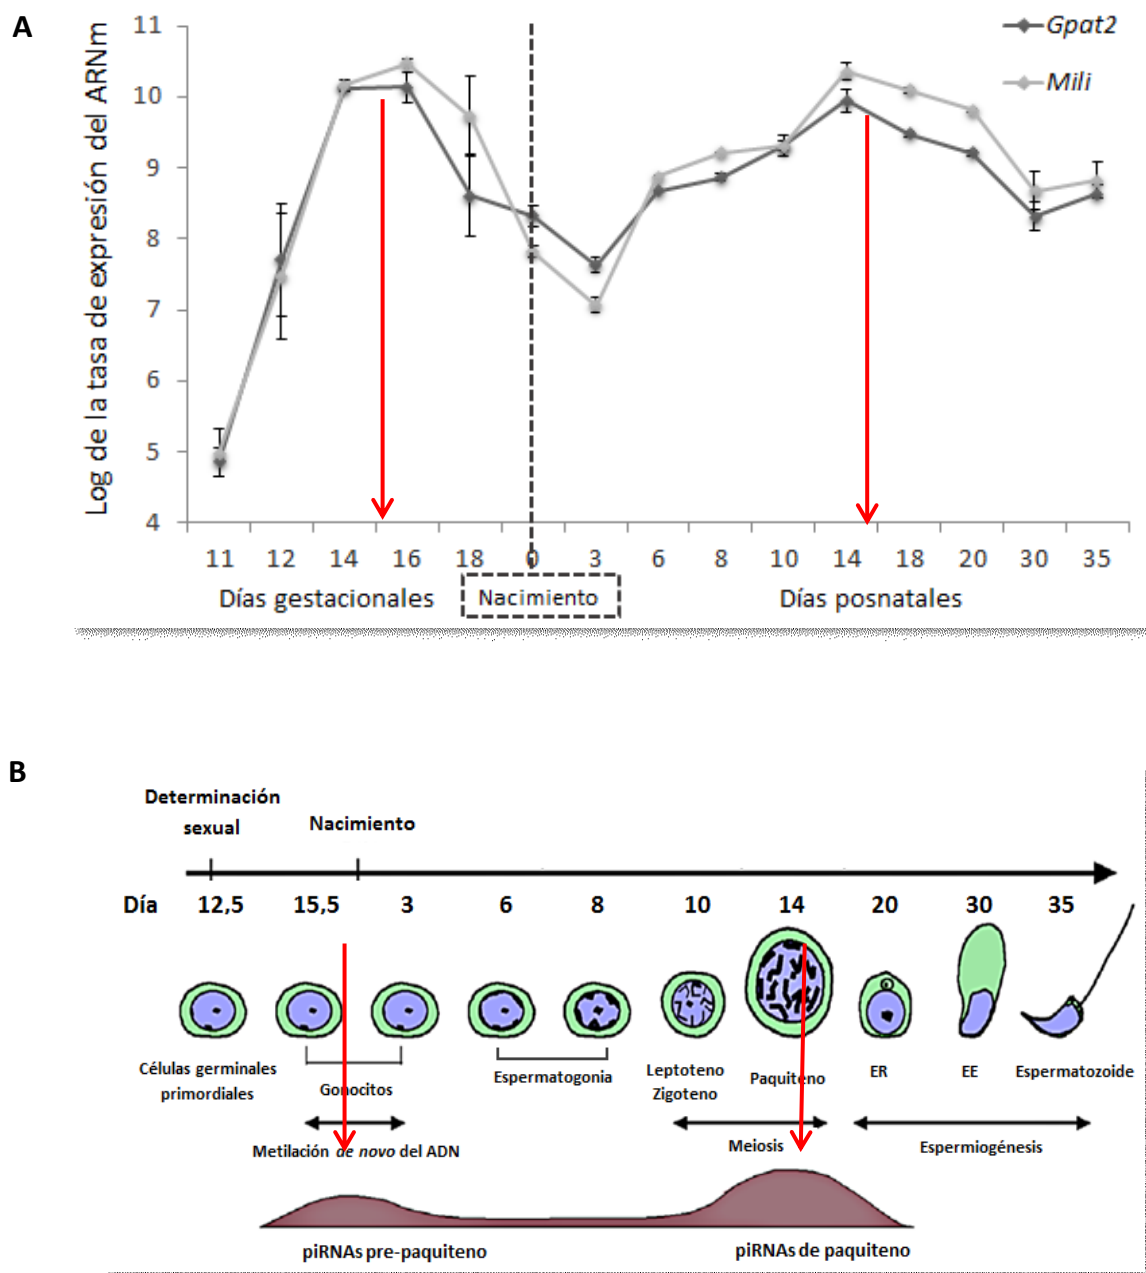 A
Log de la tasa de expresión del ARNm
11
10
9
8
7
6
5
4
Gpat2
Mili
11 12 14 16 18 0 3 6 8 10 14 18 20 30 35
Días gestacionales Nacimiento Días posnatales
B
Determinación
sexual
Nacimiento
Día 12,5 15,5 3 6 8 10 14 20 30 35
Células germinales
primordiales
Gonocitos
Espermatogonia
Leptoteno
Zigoteno
Paquiteno
ER
EE
Espermatozoide
Metilación de novo del ADN
Meiosis
Espermiogénesis
piRNAs pre-paquiteno
piRNAs de paquiteno